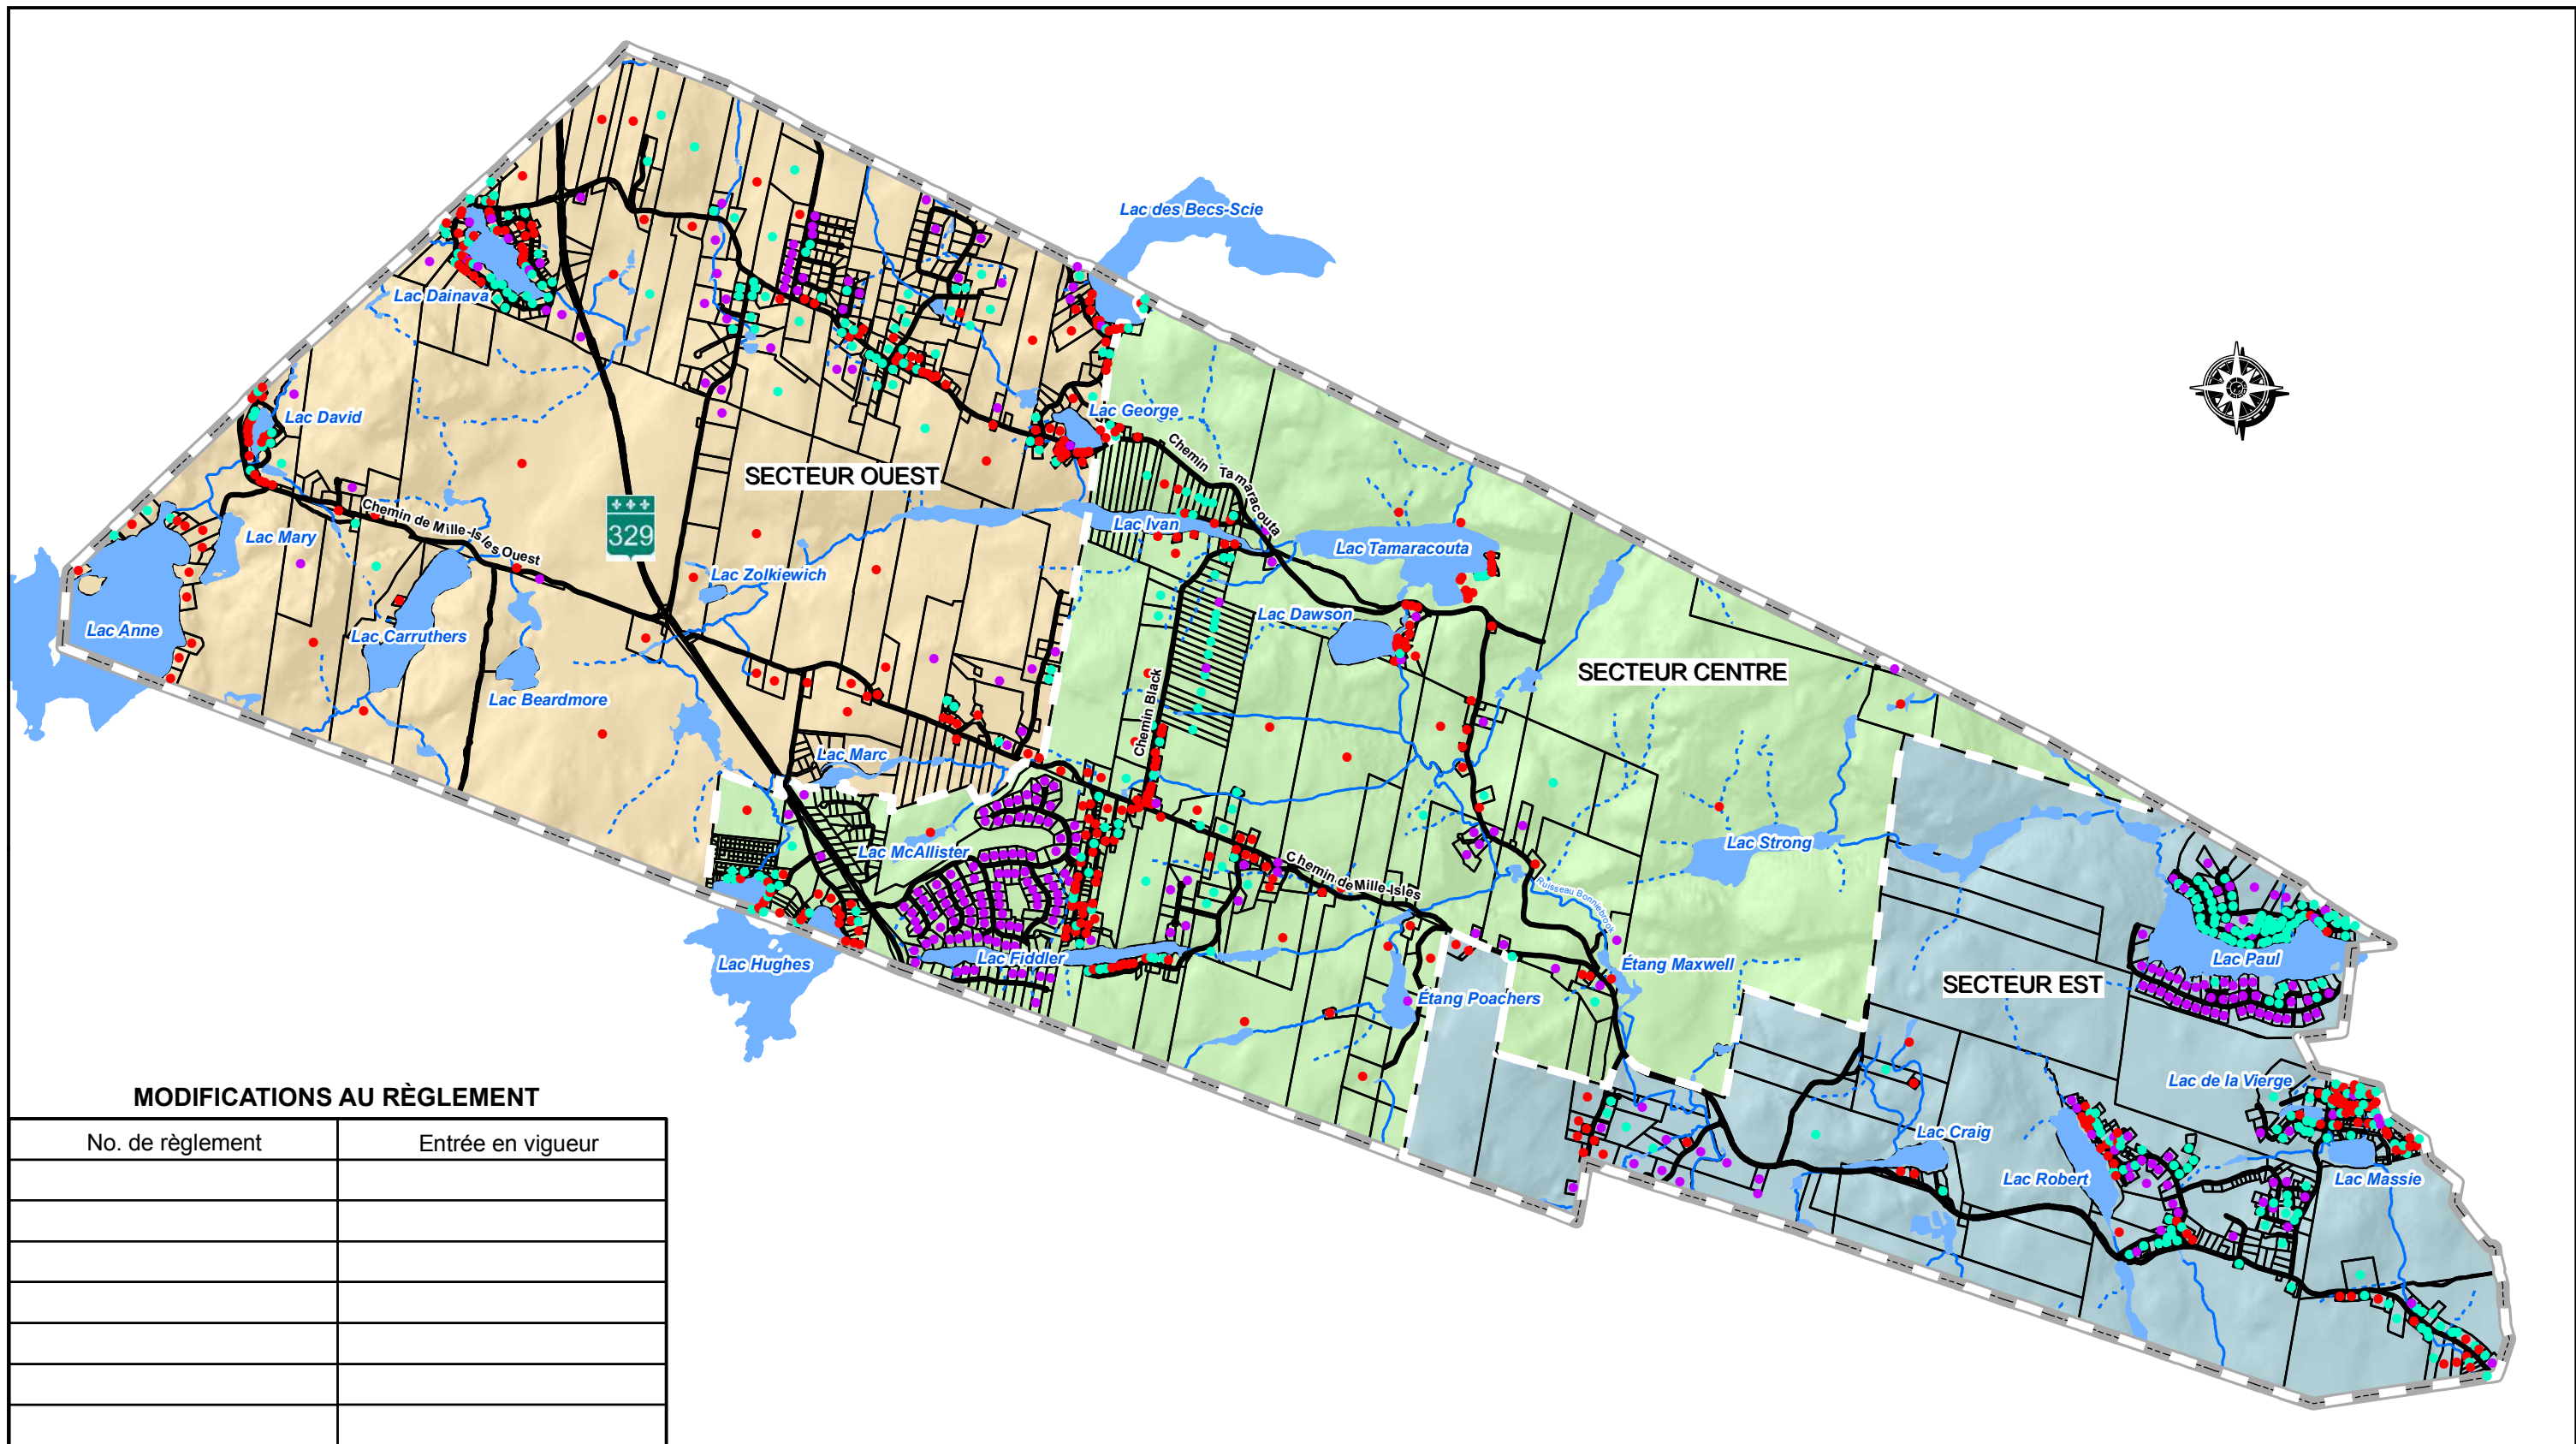 Lac des Becs-Scie
Lac Dainava
Lac David
Lac George
SECTEUR OUEST
Chemin Tamaracouta
Chemin de Mille-Isles Ouest
329
Lac Ivan
Lac Mary
Lac Tamaracouta
Lac Zolkiewich
Lac Dawson
Lac Anne
Lac Carruthers
SECTEUR CENTRE
Lac Beardmore
Chemin Black
Lac Marc
Lac McAllister
Lac Strong
Chemin de Mille-Isles
Ruisseau Bonniebrook
Lac Hughes
Lac Fiddler
Étang Maxwell
Lac Paul
SECTEUR EST
Étang Poachers
Lac de la Vierge
Lac Craig
Lac Robert
Lac Massie
MODIFICATIONS AU RÈGLEMENT
No. de règlement
Entrée en vigueur